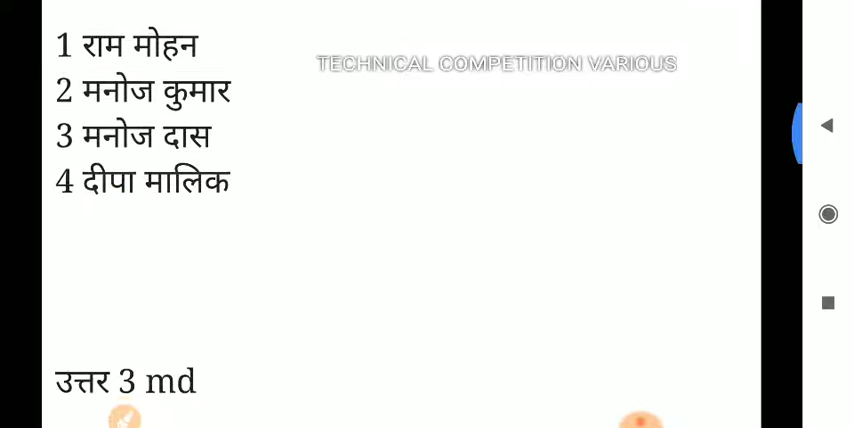 1 राम मोहन
TECHNICAL COMPETITION VARIOUS
2 मनोज कुमार
3 मनोज दास
4 दीपा मालिक
उत्तर 3 md